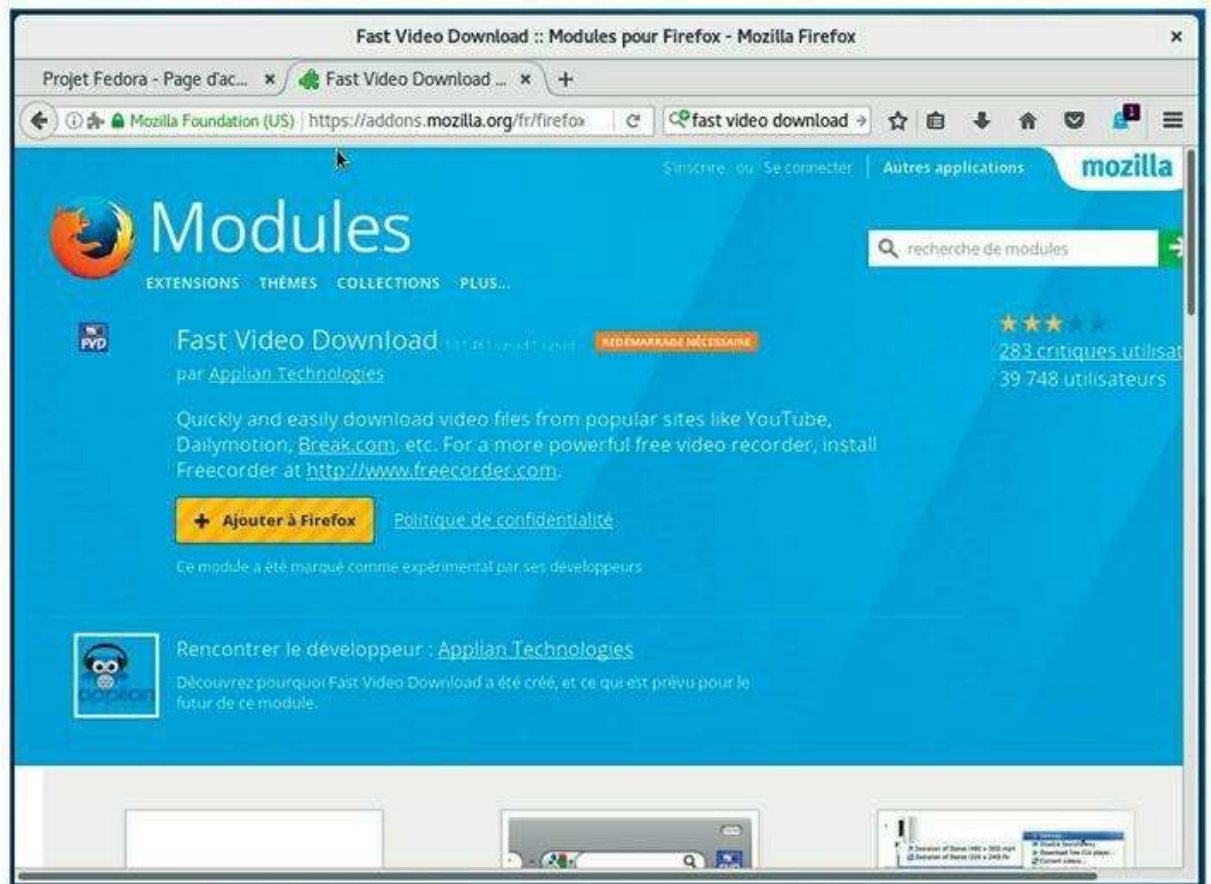 Fast Video Download :: Modules pour Firefox - Mozilla Firefox
Projet Fedora - Page d'ac...
Fast Video Download ...
Mozilla Foundation (US)
https://addons.mozilla.org/fr/firefox
fast video download
1
S'inscrire ou Se connecter
Autres applications
mozilla
Modules
recherche de modules
EXTENSIONS THÈMES COLLECTIONS PLUS...
FVD
Fast Video Download
REDÉMARRAGE NÉCESSAIRE
par Applian Technologies
283 critiques utilisat
39 748 utilisateurs
Quickly and easily download video files from popular sites like YouTube,
Dailymotion, Break.com, etc. For a more powerful free video recorder, install
Freecorder at http://www.freecorder.com.
+ Ajouter à Firefox
Politique de confidentialité
Ce module a été marqué comme expérimental par ses développeurs
applian
Rencontrer le développeur : Applian Technologies
Découvrez pourquoi Fast Video Download a été créé, et ce qui est prévu pour le
futur de ce module.